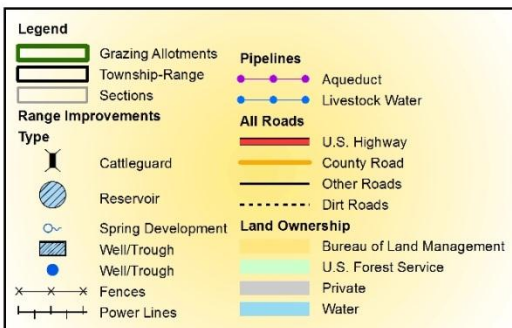 Legend
Grazing Allotments
Township-Range
Sections
Range Improvements
Type
Cattleguard
Reservoir
Spring Development
Well/Trough
Well/Trough
Fences
Power Lines
Pipelines
Aqueduct
Livestock Water
All Roads
U.S. Highway
County Road
Other Roads
Dirt Roads
Land Ownership
Bureau of Land Management
U.S. Forest Service
Private
Water